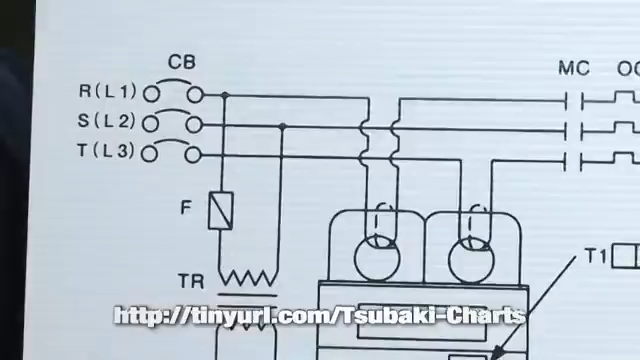 CB
MC
R(L1)
S(L2)
T(L3)
F
T1
TR
http://tinyurl.com/Tsubaki-Charts